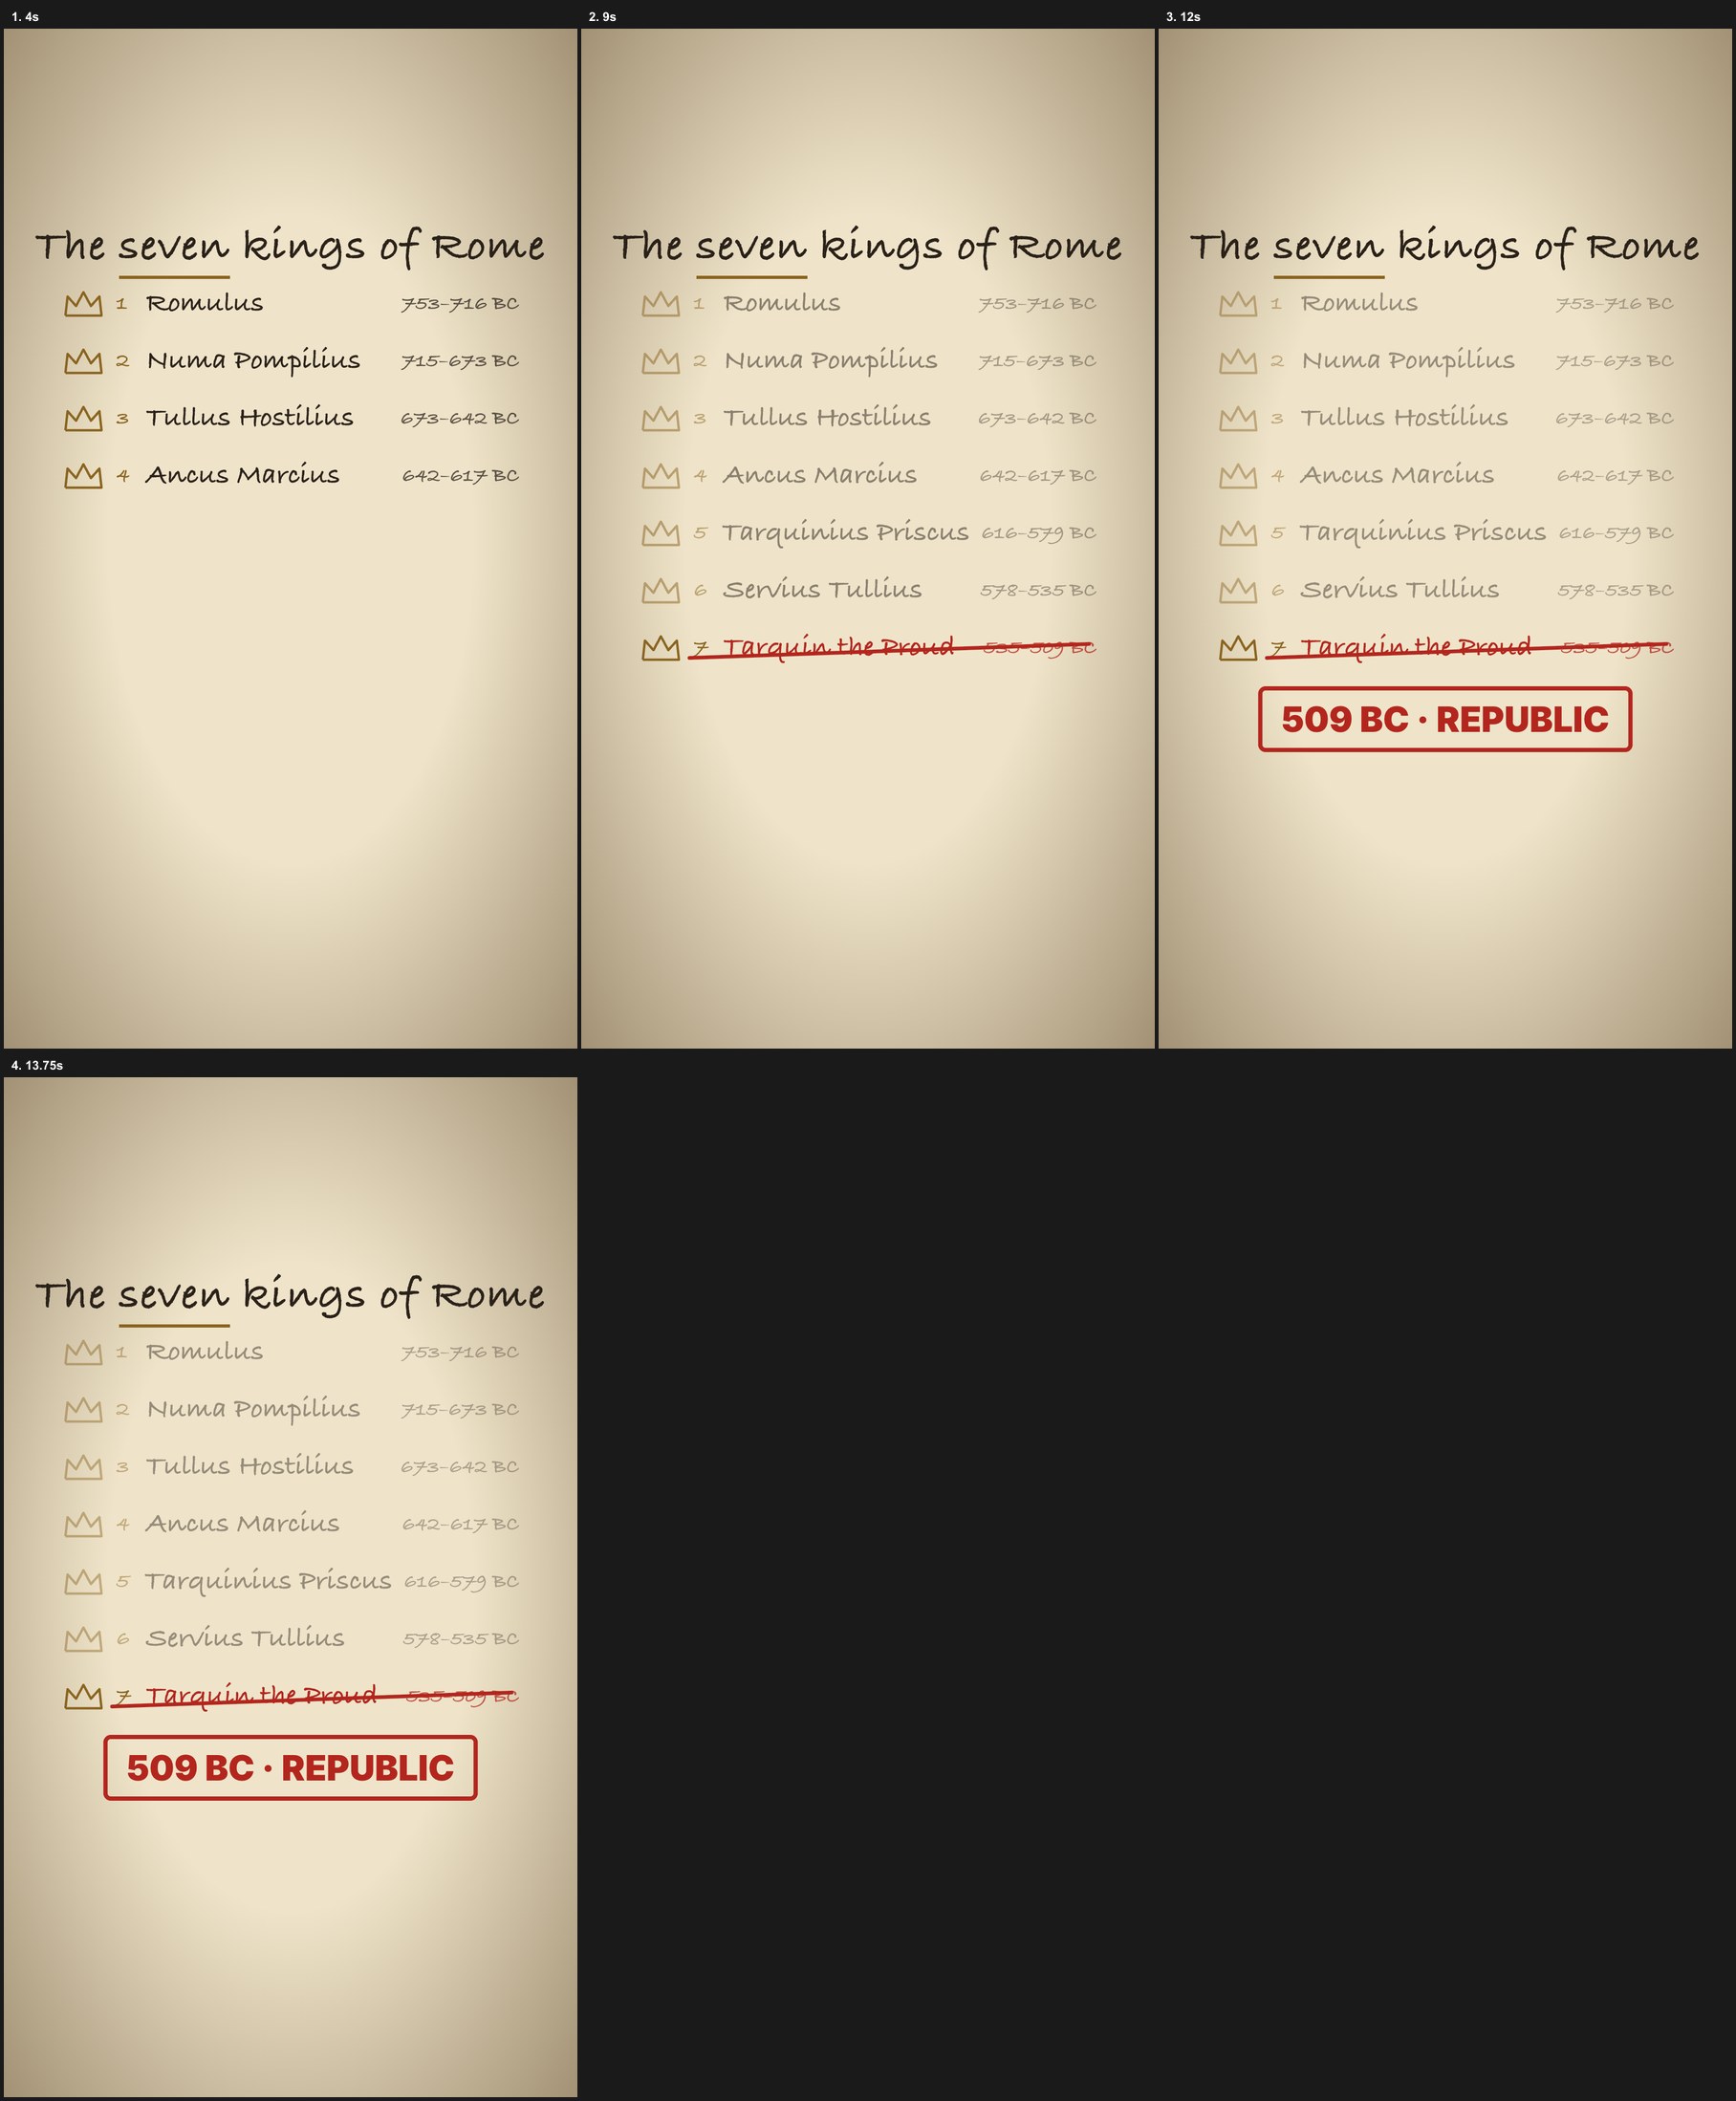 1. 4s
The seven kings of Rome
1 Romulus 753-716 BC
2 Numa Pompilius 715-673 BC
3 Tullus Hostilius 673-642 BC
4 Ancus Marcius 642-617 BC
2. 9s
The seven kings of Rome
1 Romulus 753-716 BC
2 Numa Pompilius 715-673 BC
3 Tullus Hostilius 673-642 BC
4 Ancus Marcius 642-617 BC
5 Tarquinius Priscus 616-579 BC
6 Servius Tullius 578-535 BC
7 Tarquin the Proud 535-509 BC
3. 12s
The seven kings of Rome
1 Romulus 753-716 BC
2 Numa Pompilius 715-673 BC
3 Tullus Hostilius 673-642 BC
4 Ancus Marcius 642-617 BC
5 Tarquinius Priscus 616-579 BC
6 Servius Tullius 578-535 BC
7 Tarquin the Proud 535-509 BC
509 BC · REPUBLIC
4. 13.75s
The seven kings of Rome
1 Romulus 753-716 BC
2 Numa Pompilius 715-673 BC
3 Tullus Hostilius 673-642 BC
4 Ancus Marcius 642-617 BC
5 Tarquinius Priscus 616-579 BC
6 Servius Tullius 578-535 BC
7 Tarquin the Proud 535-509 BC
509 BC · REPUBLIC